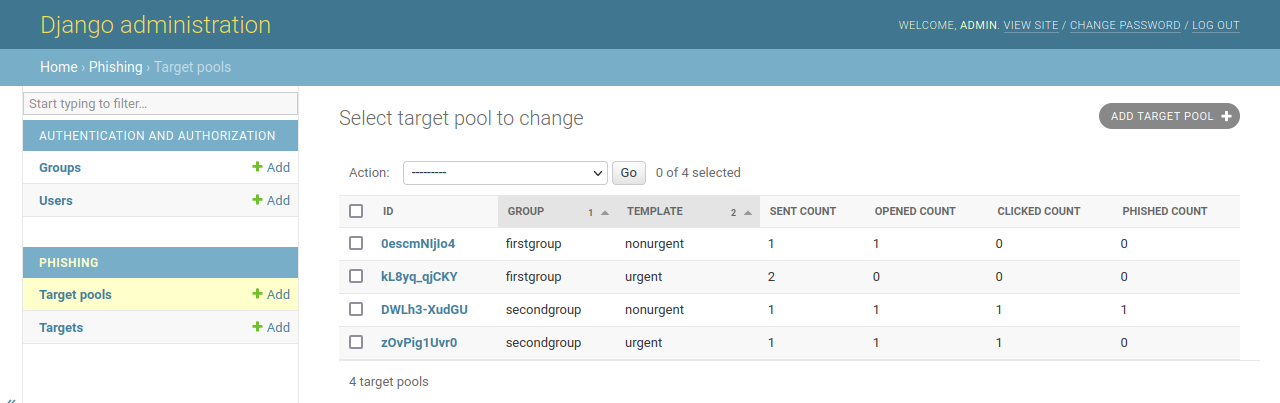 Django administration
WELCOME, ADMIN. VIEW SITE / CHANGE PASSWORD / LOG OUT
Home › Phishing › Target pools
Start typing to filter...
AUTHENTICATION AND AUTHORIZATION
Groups + Add
Users + Add
PHISHING
Target pools + Add
Targets + Add
«
Select target pool to change
ADD TARGET POOL +
Action: --------- Go 0 of 4 selected
ID GROUP 1 TEMPLATE 2 SENT COUNT OPENED COUNT CLICKED COUNT PHISHED COUNT
0escmNIjIo4 firstgroup nonurgent 1 1 0 0
kL8yq_qjCKY firstgroup urgent 2 0 0 0
DWLh3-XudGU secondgroup nonurgent 1 1 1 1
zOvPig1Uvr0 secondgroup urgent 1 1 1 0
4 target pools